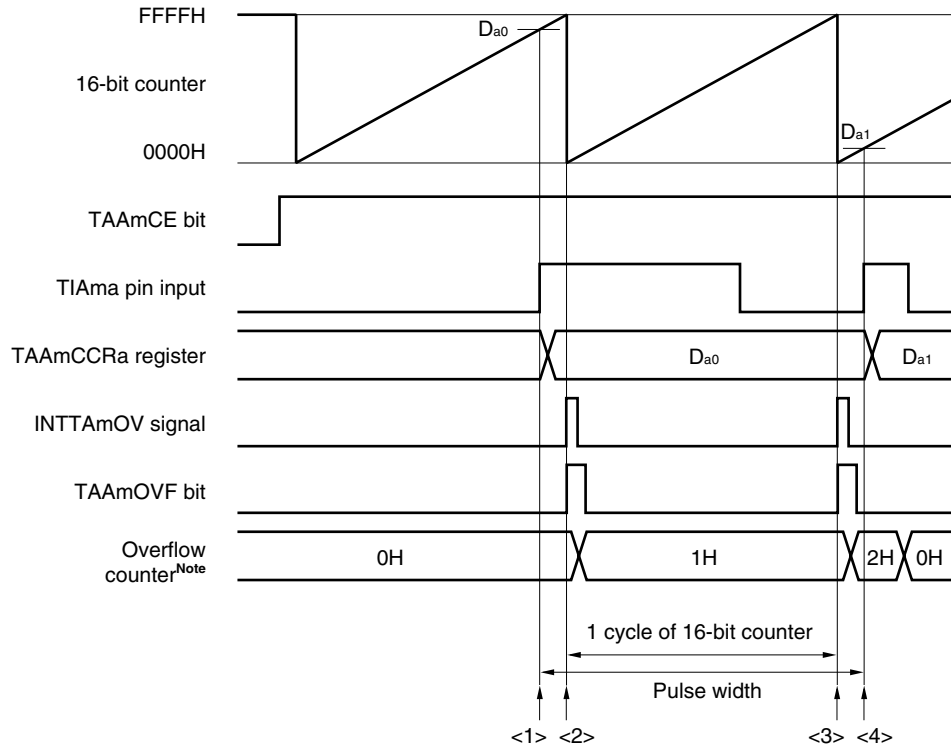 FFFFH
Da0
16-bit counter
Da1
0000H
TAAmCE bit
TIAma pin input
TAAmCCRa register
Da0
Da1
INTTAmOV signal
TAAmOVF bit
Overflow
counterNote
0H
1H
2H
0H
1 cycle of 16-bit counter
Pulse width
<1> <2> <3> <4>